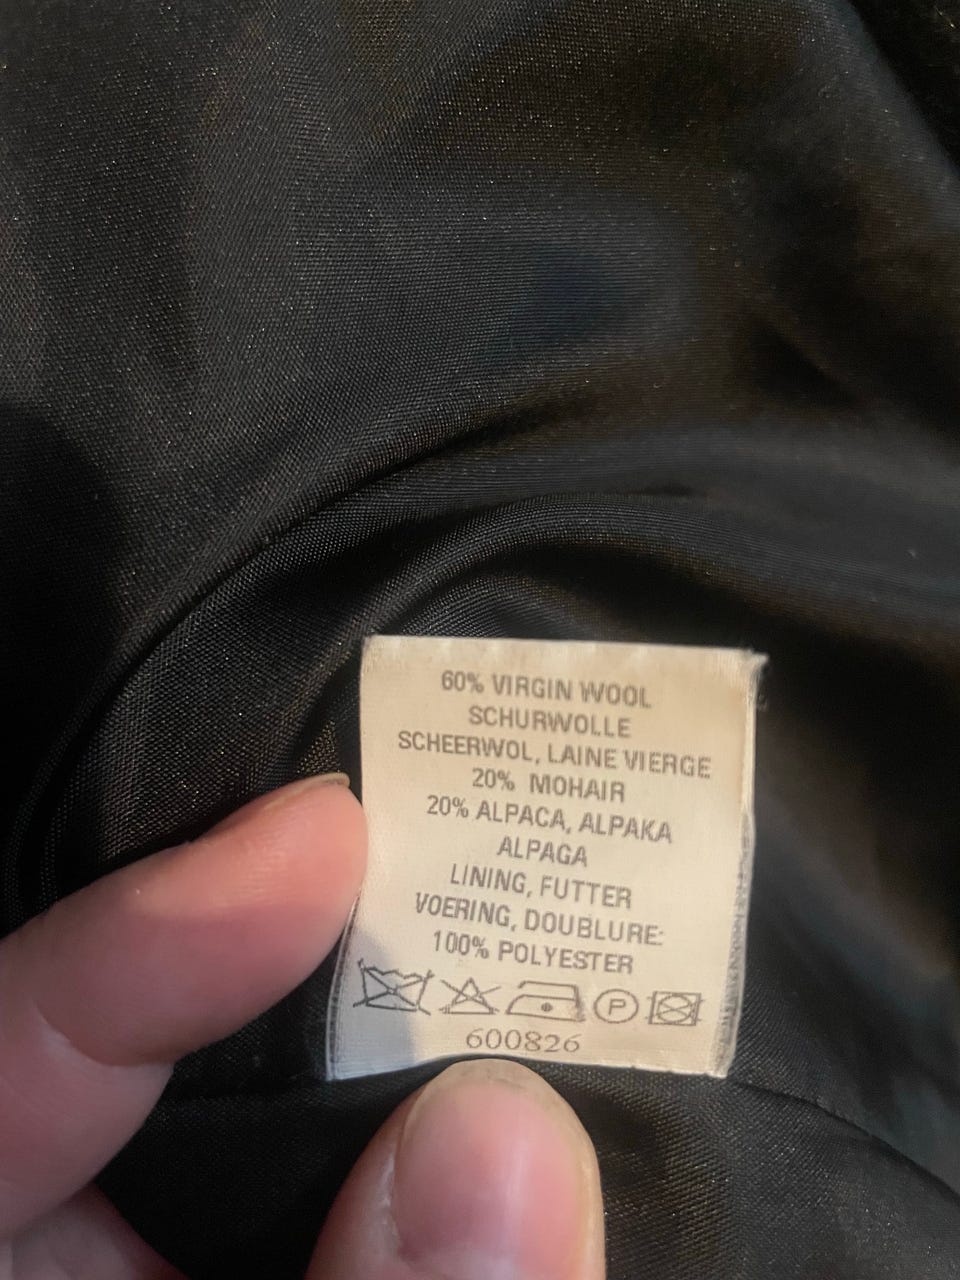 60% VIRGIN WOOL
SCHURWOLLE
SCHEERWOL, LAINE VIERGE
20% MOHAIR
20% ALPACA, ALPAKA
ALPAGA
LINING, FUTTER
VOERING, DOUBLURE:
100% POLYESTER
P
600826